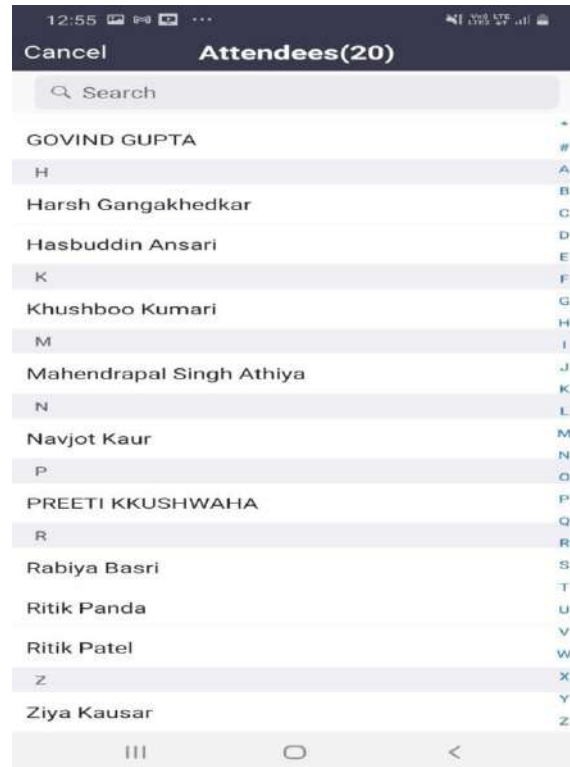 12:55 ...
Cancel Attendees(20)
Search
GOVIND GUPTA
H
Harsh Gangakhedkar
Hasbuddin Ansari
K
Khushboo Kumari
M
Mahendrapal Singh Athiya
N
Navjot Kaur
P
PREETI KKUSHWAHA
R
Rabiya Basri
Ritik Panda
Ritik Patel
Z
Ziya Kausar
*
#
A
B
C
D
E
F
G
H
I
J
K
L
M
N
O
P
Q
R
S
T
U
V
W
X
Y
Z